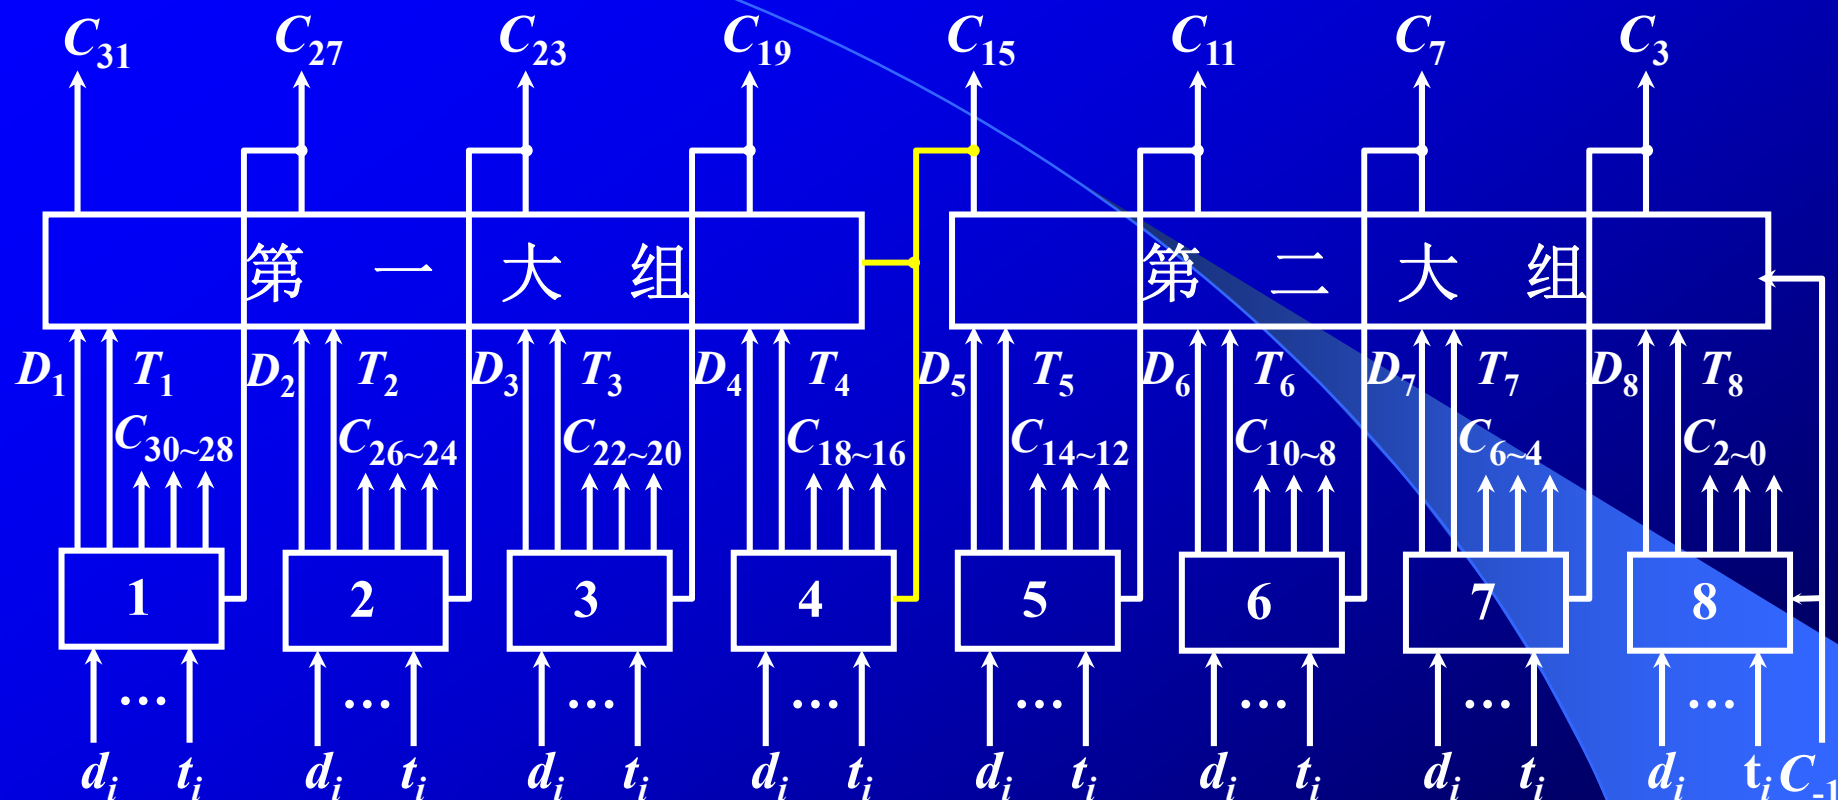 C31 C27 C23 C19 C15 C11 C7 C3
第 一 大 组 第 二 大 组
D1 T1 D2 T2 D3 T3 D4 T4 D5 T5 D6 T6 D7 T7 D8 T8
C30~28 C26~24 C22~20 C18~16 C14~12 C10~8 C6~4 C2~0
1 2 3 4 5 6 7 8
… … … … … … … …
di ti di ti di ti di ti di ti di ti di ti di ti C-1